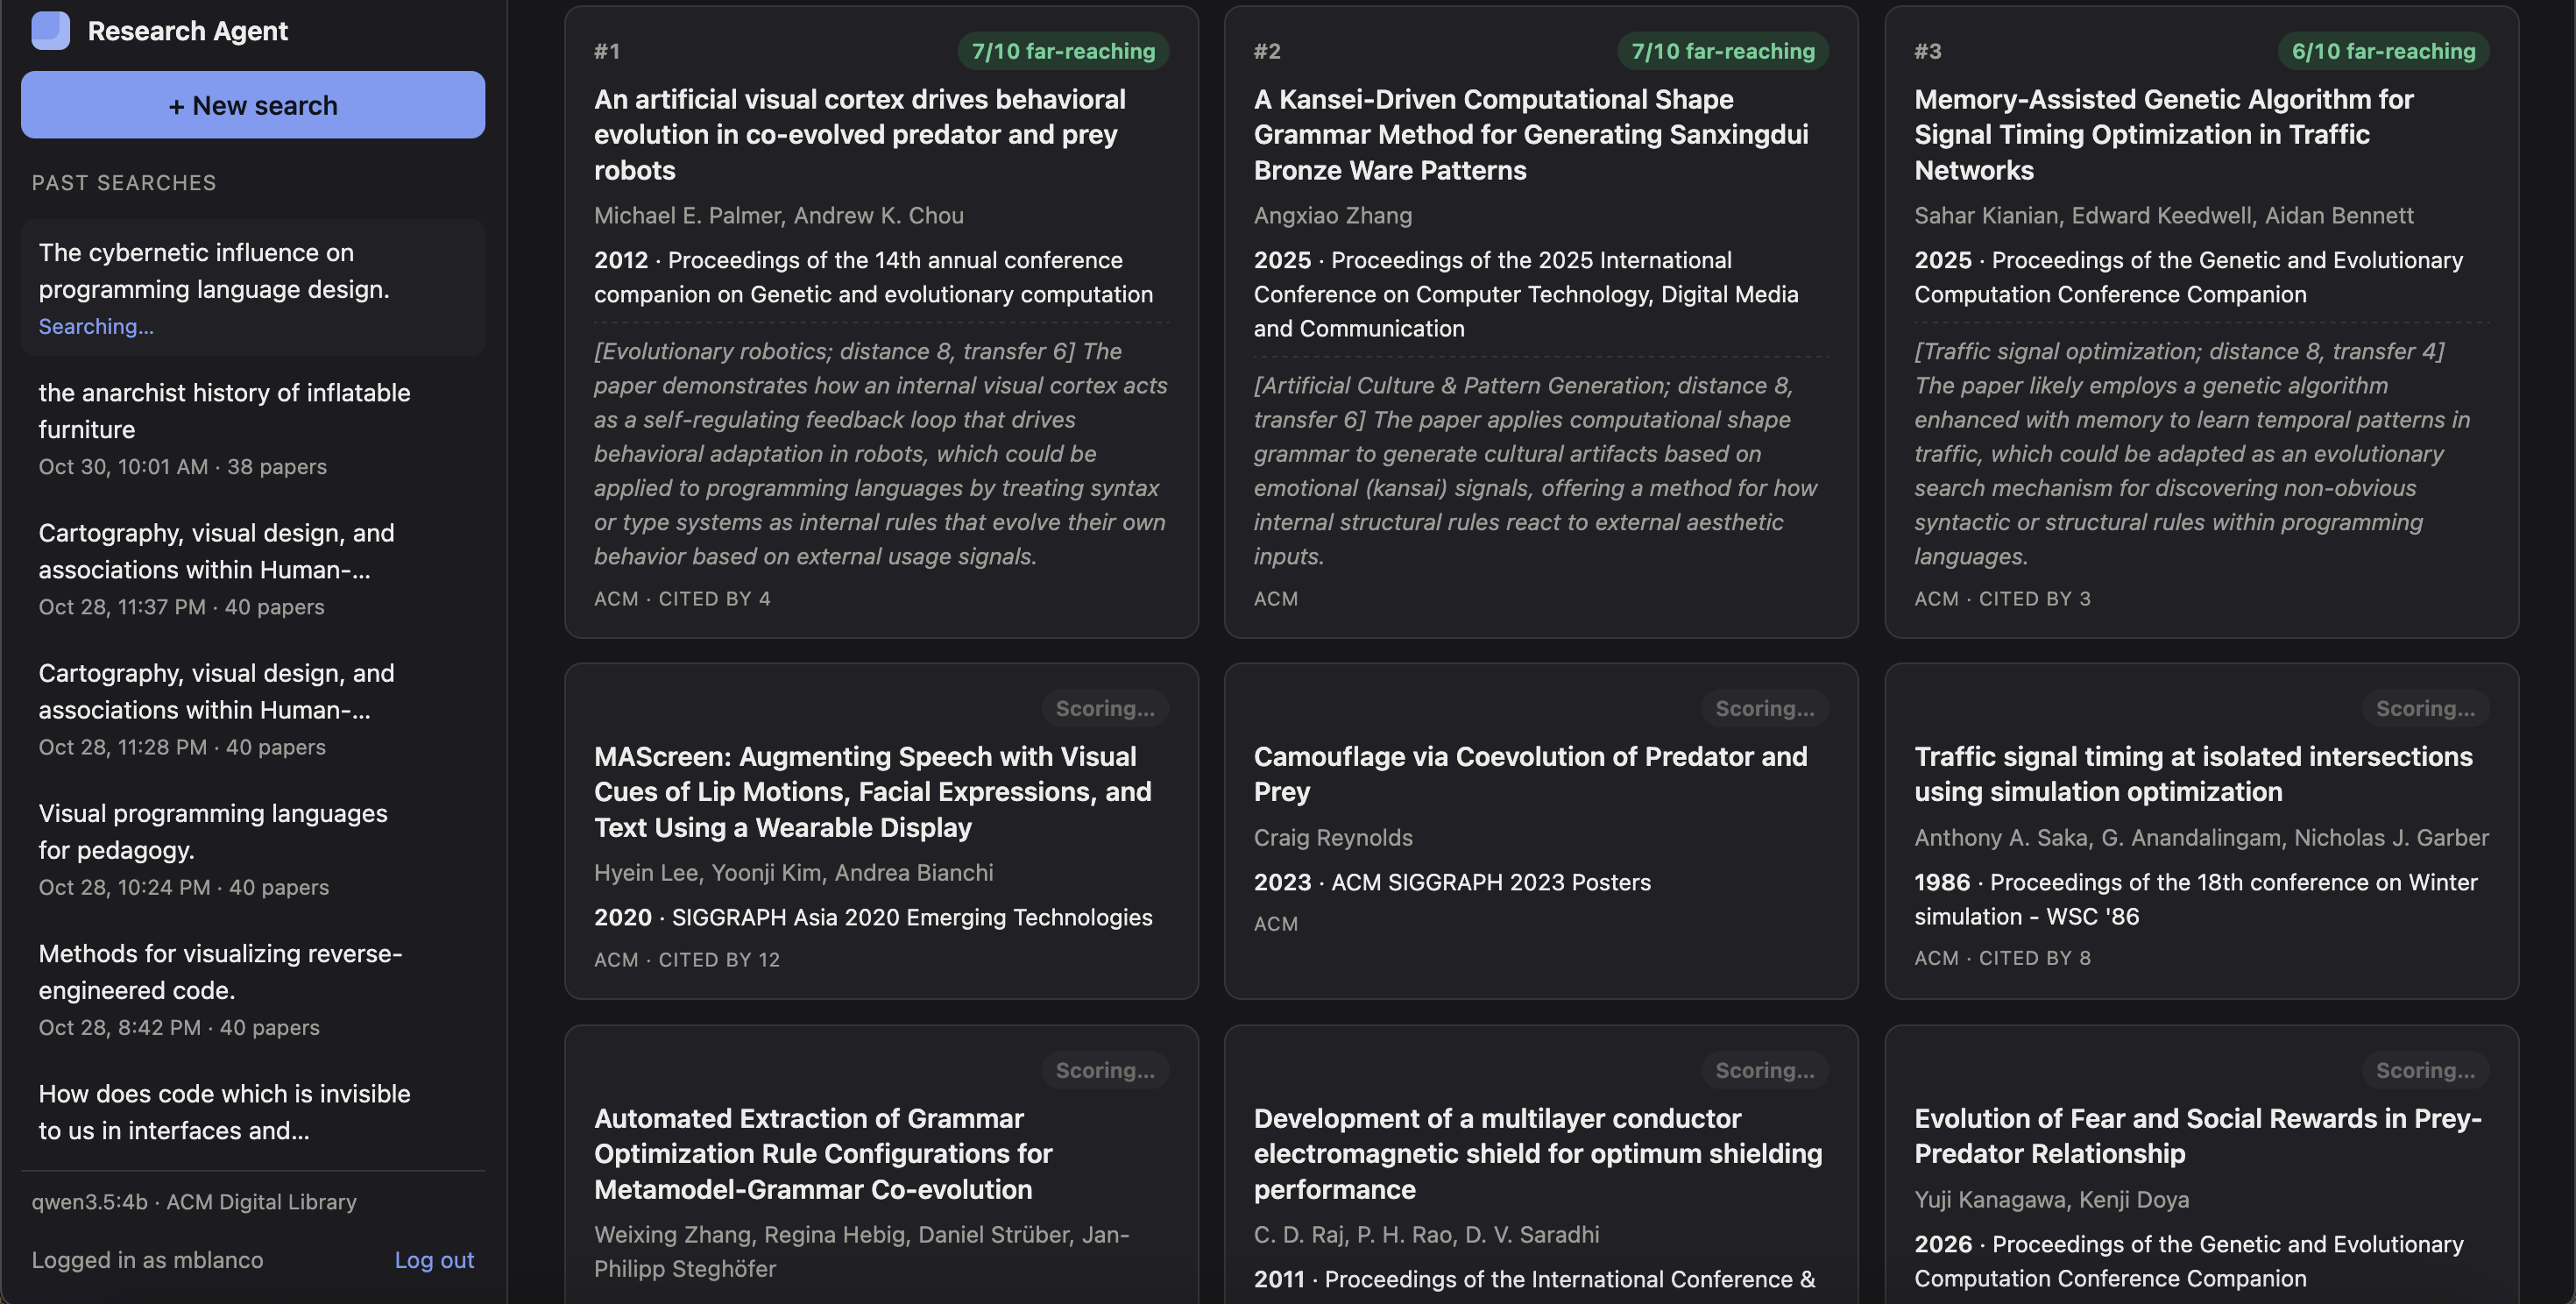 Research Agent
+ New search
PAST SEARCHES
The cybernetic influence on
programming language design.
Searching...
the anarchist history of inflatable
furniture
Oct 30, 10:01 AM · 38 papers
Cartography, visual design, and
associations within Human-...
Oct 28, 11:37 PM · 40 papers
Cartography, visual design, and
associations within Human-...
Oct 28, 11:28 PM · 40 papers
Visual programming languages
for pedagogy.
Oct 28, 10:24 PM · 40 papers
Methods for visualizing reverse-
engineered code.
Oct 28, 8:42 PM · 40 papers
How does code which is invisible
to us in interfaces and...
qwen3.5:4b · ACM Digital Library
Logged in as mblanco
Log out
#1
7/10 far-reaching
An artificial visual cortex drives behavioral
evolution in co-evolved predator and prey
robots
Michael E. Palmer, Andrew K. Chou
2012 · Proceedings of the 14th annual conference
companion on Genetic and evolutionary computation
[Evolutionary robotics; distance 8, transfer 6] The
paper demonstrates how an internal visual cortex acts
as a self-regulating feedback loop that drives
behavioral adaptation in robots, which could be
applied to programming languages by treating syntax
or type systems as internal rules that evolve their own
behavior based on external usage signals.
ACM · CITED BY 4
#2
7/10 far-reaching
A Kansei-Driven Computational Shape
Grammar Method for Generating Sanxingdui
Bronze Ware Patterns
Angxiao Zhang
2025 · Proceedings of the 2025 International
Conference on Computer Technology, Digital Media
and Communication
[Artificial Culture & Pattern Generation; distance 8,
transfer 6] The paper applies computational shape
grammar to generate cultural artifacts based on
emotional (kansai) signals, offering a method for how
internal structural rules react to external aesthetic
inputs.
ACM
#3
6/10 far-reaching
Memory-Assisted Genetic Algorithm for
Signal Timing Optimization in Traffic
Networks
Sahar Kianian, Edward Keedwell, Aidan Bennett
2025 · Proceedings of the Genetic and Evolutionary
Computation Conference Companion
[Traffic signal optimization; distance 8, transfer 4]
The paper likely employs a genetic algorithm
enhanced with memory to learn temporal patterns in
traffic, which could be adapted as an evolutionary
search mechanism for discovering non-obvious
syntactic or structural rules within programming
languages.
ACM · CITED BY 3
Scoring...
MAScreen: Augmenting Speech with Visual
Cues of Lip Motions, Facial Expressions, and
Text Using a Wearable Display
Hyein Lee, Yoonji Kim, Andrea Bianchi
2020 · SIGGRAPH Asia 2020 Emerging Technologies
ACM · CITED BY 12
Scoring...
Camouflage via Coevolution of Predator and
Prey
Craig Reynolds
2023 · ACM SIGGRAPH 2023 Posters
ACM
Scoring...
Traffic signal timing at isolated intersections
using simulation optimization
Anthony A. Saka, G. Anandalingam, Nicholas J. Garber
1986 · Proceedings of the 18th conference on Winter
simulation - WSC '86
ACM · CITED BY 8
Scoring...
Automated Extraction of Grammar
Optimization Rule Configurations for
Metamodel-Grammar Co-evolution
Weixing Zhang, Regina Hebig, Daniel Strüber, Jan-
Philipp Steghöfer
Scoring...
Development of a multilayer conductor
electromagnetic shield for optimum shielding
performance
C. D. Raj, P. H. Rao, D. V. Saradhi
2011 · Proceedings of the International Conference &
Scoring...
Evolution of Fear and Social Rewards in Prey-
Predator Relationship
Yuji Kanagawa, Kenji Doya
2026 · Proceedings of the Genetic and Evolutionary
Computation Conference Companion